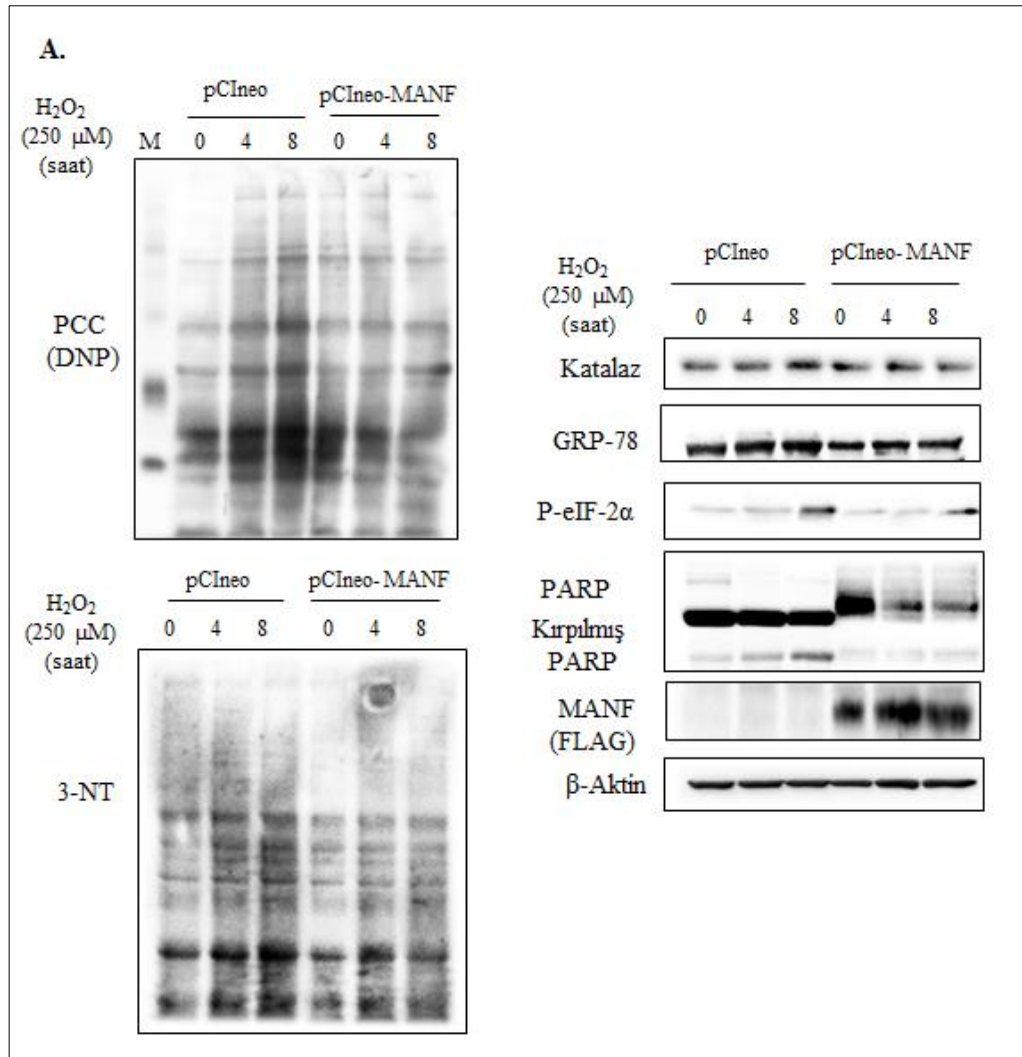 A.
pCIneo pCIneo-MANF
H₂O₂
(250 μM)
(saat)
M 0 4 8 0 4 8
PCC
(DNP)
pCIneo pCIneo- MANF
H₂O₂
(250 μM)
(saat)
0 4 8 0 4 8
3-NT
pCIneo pCIneo- MANF
H₂O₂
(250 μM)
(saat)
0 4 8 0 4 8
Katalaz
GRP-78
P-eIF-2α
PARP
Kırpılmış
PARP
MANF
(FLAG)
β-Aktin